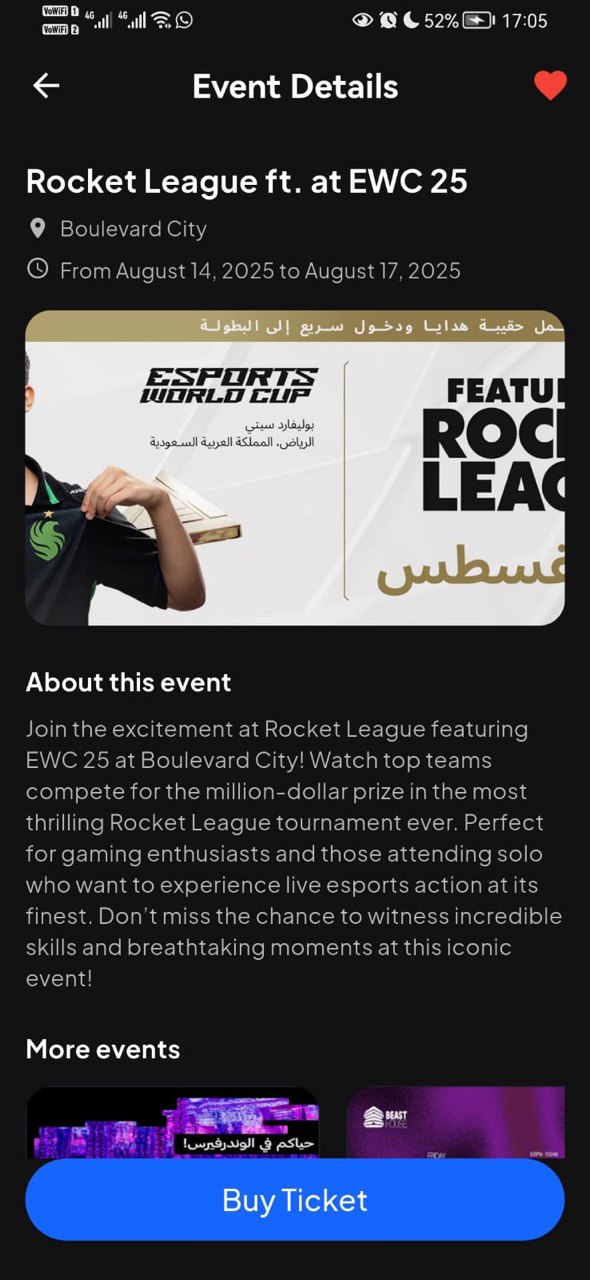 VoWiFi 1
VoWiFi 2
4G 4G 52% 17:05
Event Details
Rocket League ft. at EWC 25
Boulevard City
From August 14, 2025 to August 17, 2025
حقيبة هدايا ودخول سريع إلى البطولة
ESPORTS
WORLD CUP
بوليفارد سيتي
الرياض، المملكة العربية السعودية
FEATU
ROC
LEAG
About this event
Join the excitement at Rocket League featuring
EWC 25 at Boulevard City! Watch top teams
compete for the million-dollar prize in the most
thrilling Rocket League tournament ever. Perfect
for gaming enthusiasts and those attending solo
who want to experience live esports action at its
finest. Don’t miss the chance to witness incredible
skills and breathtaking moments at this iconic
event!
More events
حياكم في الوندرفيرس!
BEAST
HOUSE
FRIDAY
Buy Ticket